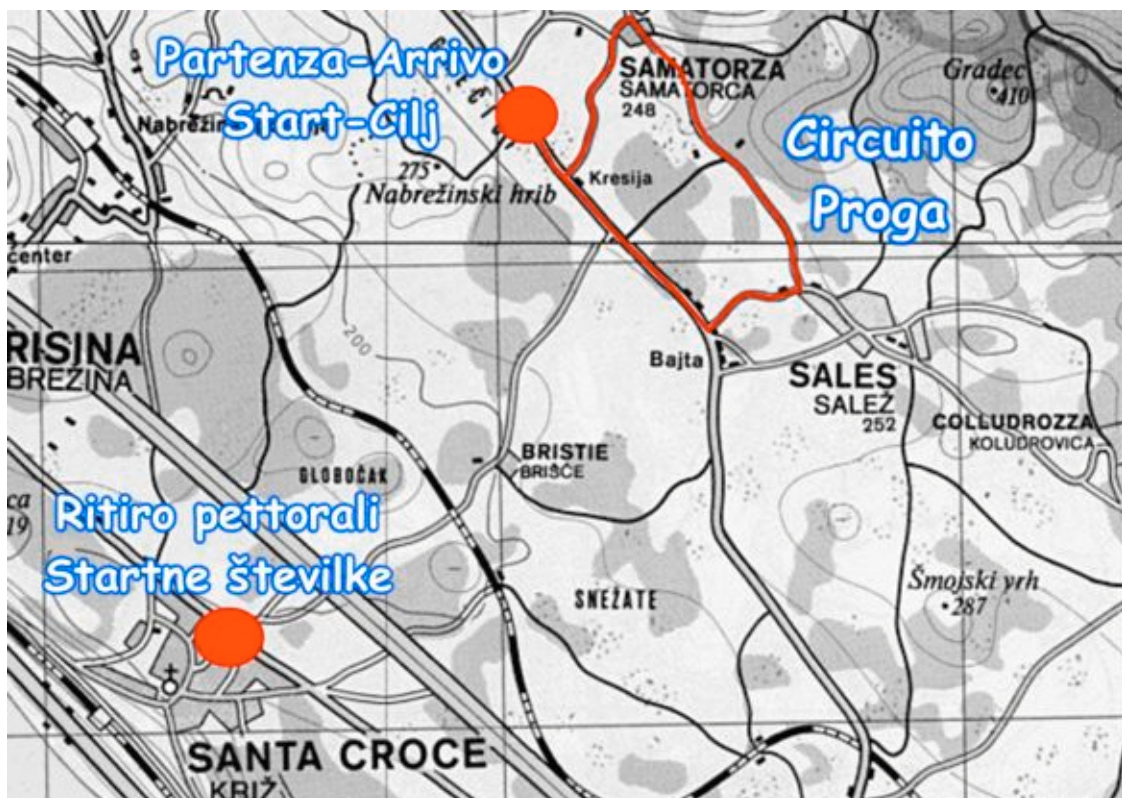 Partenza-Arrivo
Start-Cilj
SAMATORZA
SAMATORCA
248
Gradec
410
Circuito
Proga
275
Nabrežinski hrib
Kresija
center
200
RISINA
BREŽINA
Bajta
SALES
SALEŽ
252
COLLUDROZZA
KOLUDROVICA
BRISTIE
BRIŠČE
GLOBOČAK
ca
19
Ritiro pettorali
Startne številke
SNEŽATE
Šmojski vrh
287
SANTA CROCE
KRIŽ